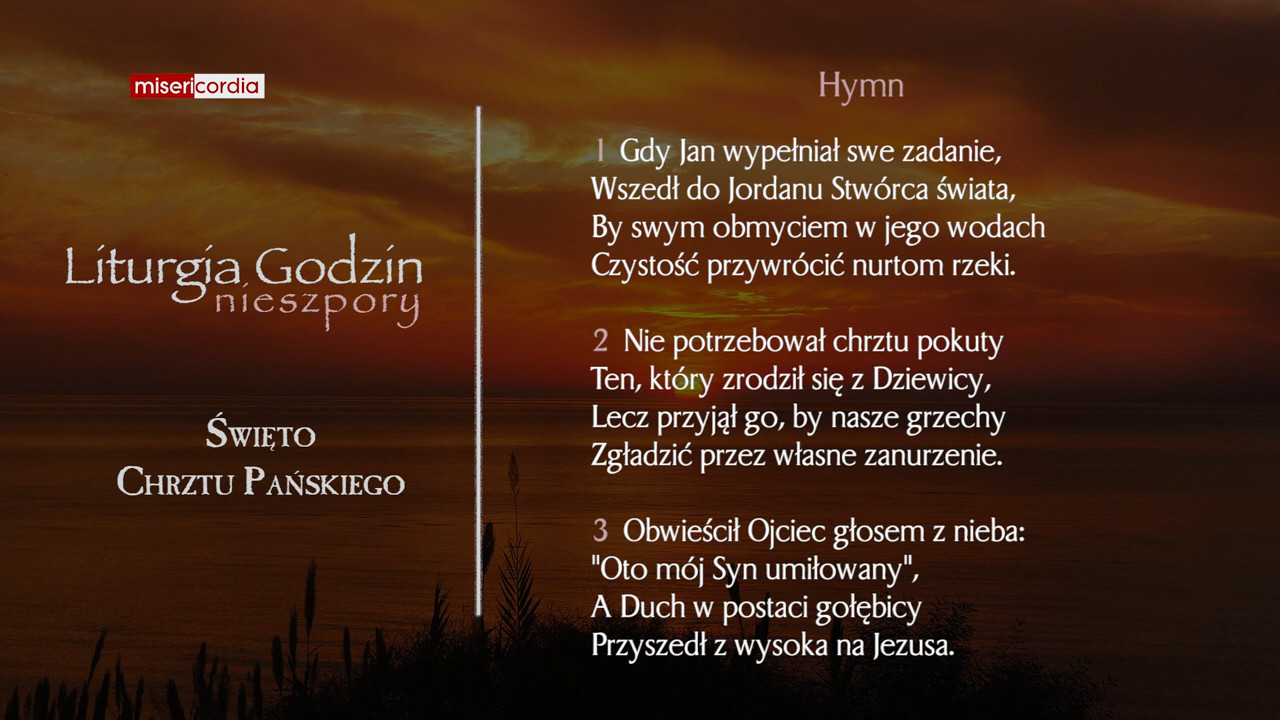 misericordia
Liturgia Godzin
nieszpory
Święto
Chrztu Pańskiego
Hymn
1 Gdy Jan wypełniał swe zadanie,
Wszedł do Jordanu Stwórca świata,
By swym obmyciem w jego wodach
Czystość przywrócić nurtom rzeki.
2 Nie potrzebował chrztu pokuty
Ten, który zrodził się z Dziewicy,
Lecz przyjął go, by nasze grzechy
Zgładzić przez własne zanurzenie.
3 Obwieścił Ojciec głosem z nieba:
"Oto mój Syn umiłowany",
A Duch w postaci gołębicy
Przyszedł z wysoka na Jezusa.